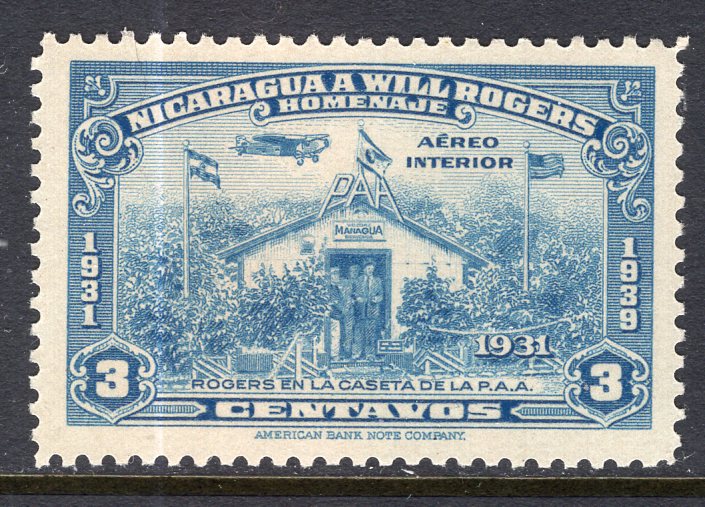 NICARAGUA A WILL ROGERS
HOMENAJE
AÉREO
INTERIOR
PAA
MANAGUA
1931
1939
1931
ROGERS EN LA CASETA DE LA P.A.A.
3
3
CENTAVOS
AMERICAN BANK NOTE COMPANY.